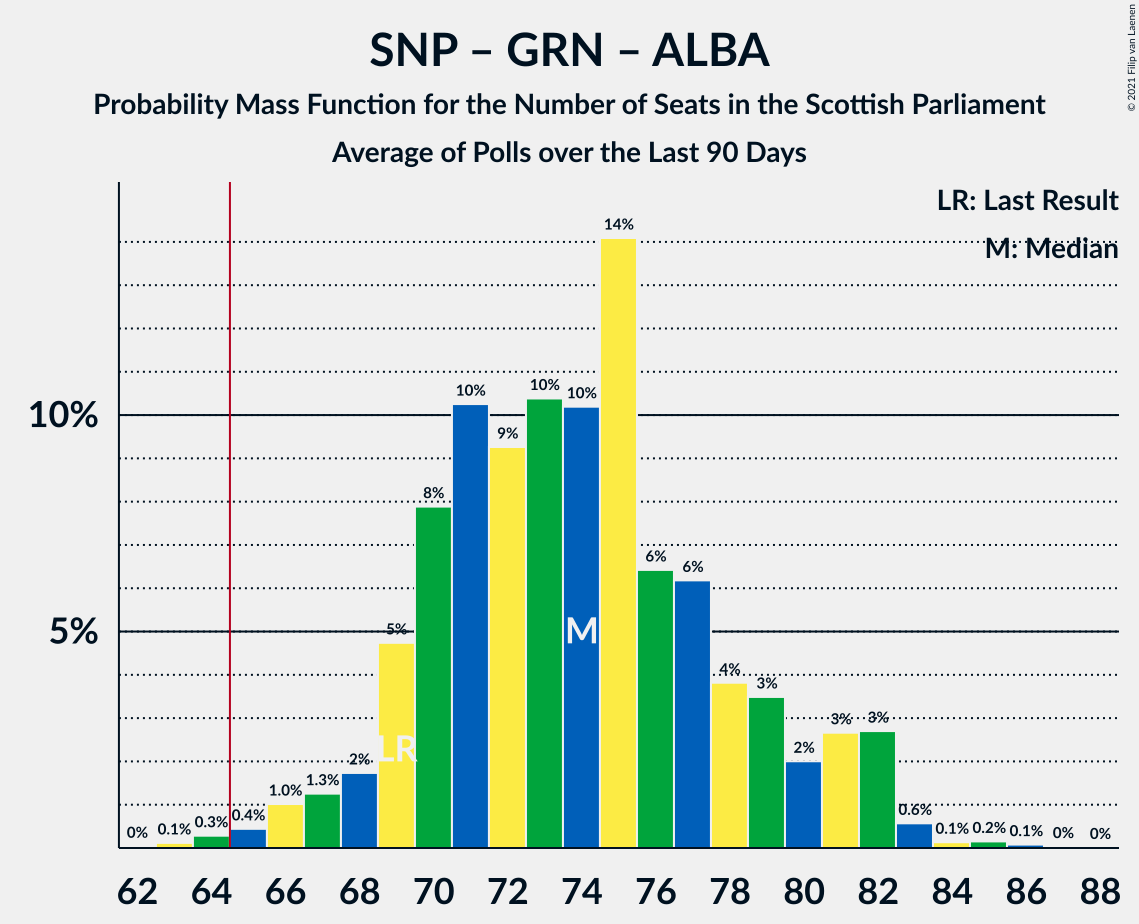 © 2021 Filip van Laenen
SNP – GRN – ALBA
Probability Mass Function for the Number of Seats in the Scottish Parliament
Average of Polls over the Last 90 Days
LR: Last Result
M: Median
10%
5%
0% 0.1% 0.3% 0.4% 1.0% 1.3% 2% 5% 8% 10% 9% 10% 10% 14% 6% 6% 4% 3% 2% 3% 3% 0.6% 0.1% 0.2% 0.1% 0% 0%
M
LR
62 64 66 68 70 72 74 76 78 80 82 84 86 88